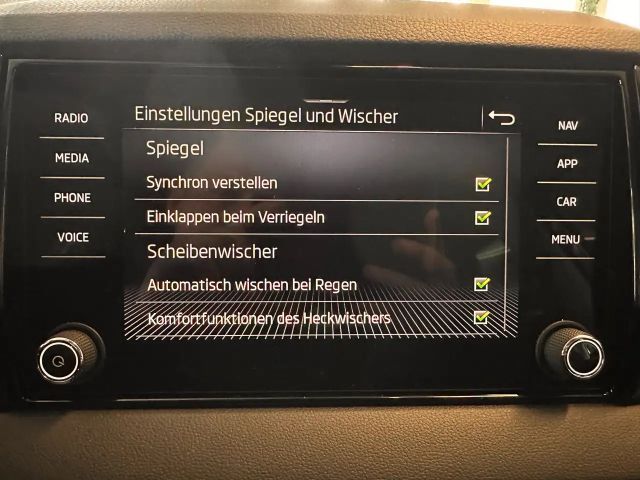 RADIO
MEDIA
PHONE
VOICE
Einstellungen Spiegel und Wischer
Spiegel
Synchron verstellen
Einklappen beim Verriegeln
Scheibenwischer
Automatisch wischen bei Regen
Komfortfunktionen des Heckwischers
NAV
APP
CAR
MENU